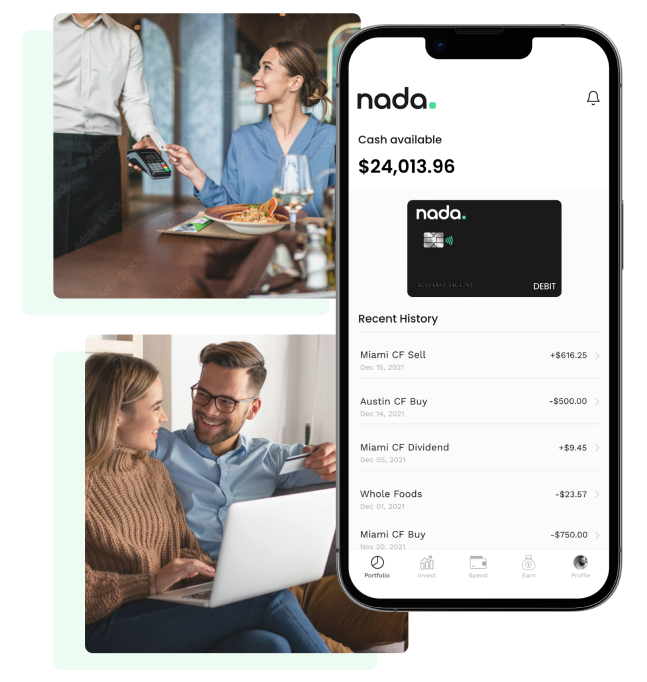 nada.
Cash available
$24,013.96
nada.
DEBIT
Recent History
Miami CF Sell +$616.25
Dec 15, 2021
Austin CF Buy -$500.00
Dec 14, 2021
Miami CF Dividend +$9.45
Dec 05, 2021
Whole Foods -$23.57
Dec 01, 2021
Miami CF Buy -$750.00
Nov 20, 2021
Portfolio Invest Spend Earn Profile
Adobe Stock